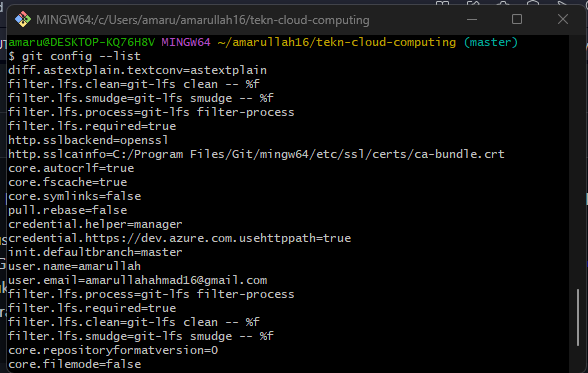 MINGW64:/c/Users/amaru/amarullah16/tekn-cloud-computing
amaru@DESKTOP-KQ76H8V MINGW64 ~/amarullah16/tekn-cloud-computing (master)
$ git config --list
diff.astextplain.textconv=astextplain
filter.lfs.clean=git-lfs clean -- %f
filter.lfs.smudge=git-lfs smudge -- %f
filter.lfs.process=git-lfs filter-process
filter.lfs.required=true
http.sslbackend=openssl
http.sslcainfo=C:/Program Files/Git/mingw64/etc/ssl/certs/ca-bundle.crt
core.autocrlf=true
core.fscache=true
core.symlinks=false
pull.rebase=false
credential.helper=manager
credential.https://dev.azure.com.usehttppath=true
init.defaultbranch=master
user.name=amarullah
user.email=amarullahahmad16@gmail.com
filter.lfs.process=git-lfs filter-process
filter.lfs.required=true
filter.lfs.clean=git-lfs clean -- %f
filter.lfs.smudge=git-lfs smudge -- %f
core.repositoryformatversion=0
core.filemode=false